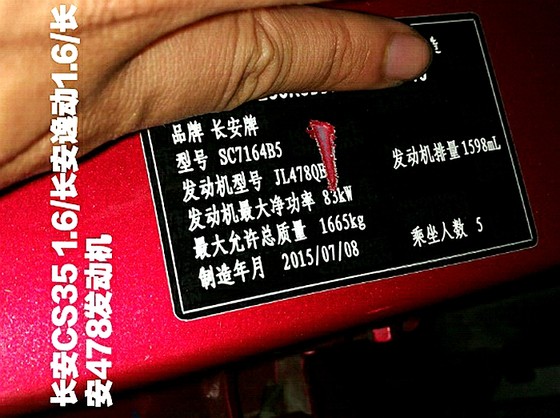 品牌 长安牌
型号 SC7164B5
发动机型号 JL478QE 发动机排量 1598mL
发动机最大净功率 83kW
最大允许总质量 1665kg 乘坐人数 5
制造年月 2015/07/08
长安CS35 1.6/长安逸动1.6/长
安478发动机